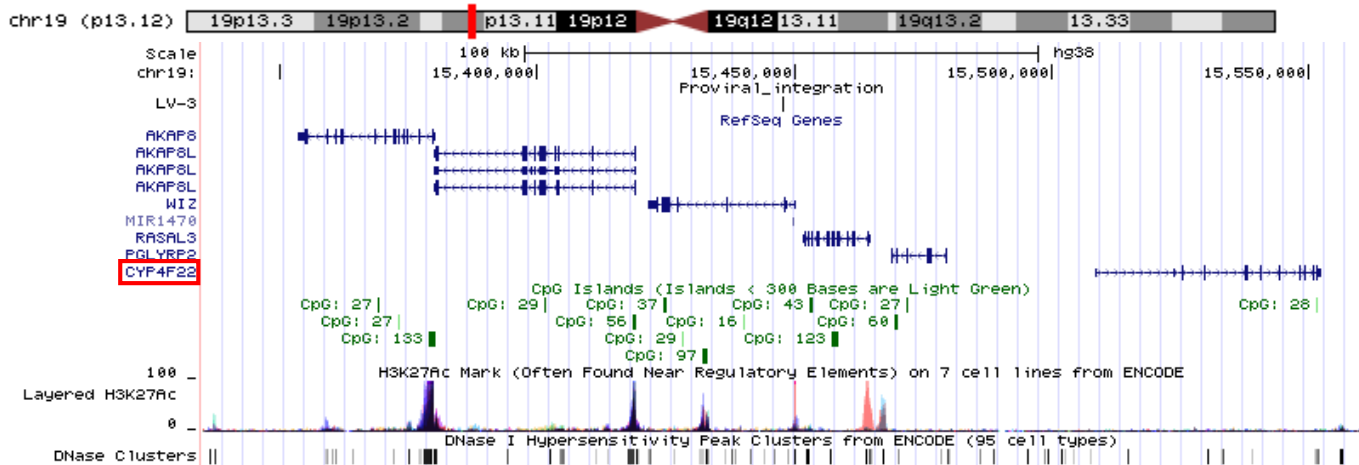 chr19 (p13.12) 19p13.3 19p13.2 p13.11 19p12 19q12 13.11 19q13.2 13.33
Scale 100 kb hg38
chr19: 15,400,000 15,450,000 15,500,000 15,550,000
Proviral_integration
LV-3
RefSeq Genes
AKAP8
AKAP8L
AKAP8L
AKAP8L
WIZ
MIR1470
RASAL3
PGLYRP2
CYP4F22
CpG Islands (Islands < 300 Bases are Light Green)
CpG: 27 CpG: 29 CpG: 37 CpG: 43 CpG: 27 CpG: 28
CpG: 27 CpG: 56 CpG: 16 CpG: 60
CpG: 133 CpG: 29 CpG: 123
CpG: 97
100 _ H3K27Ac Mark (Often Found Near Regulatory Elements) on 7 cell lines from ENCODE
Layered H3K27Ac
0 _
DNase I Hypersensitivity Peak Clusters from ENCODE (95 cell types)
DNase Clusters